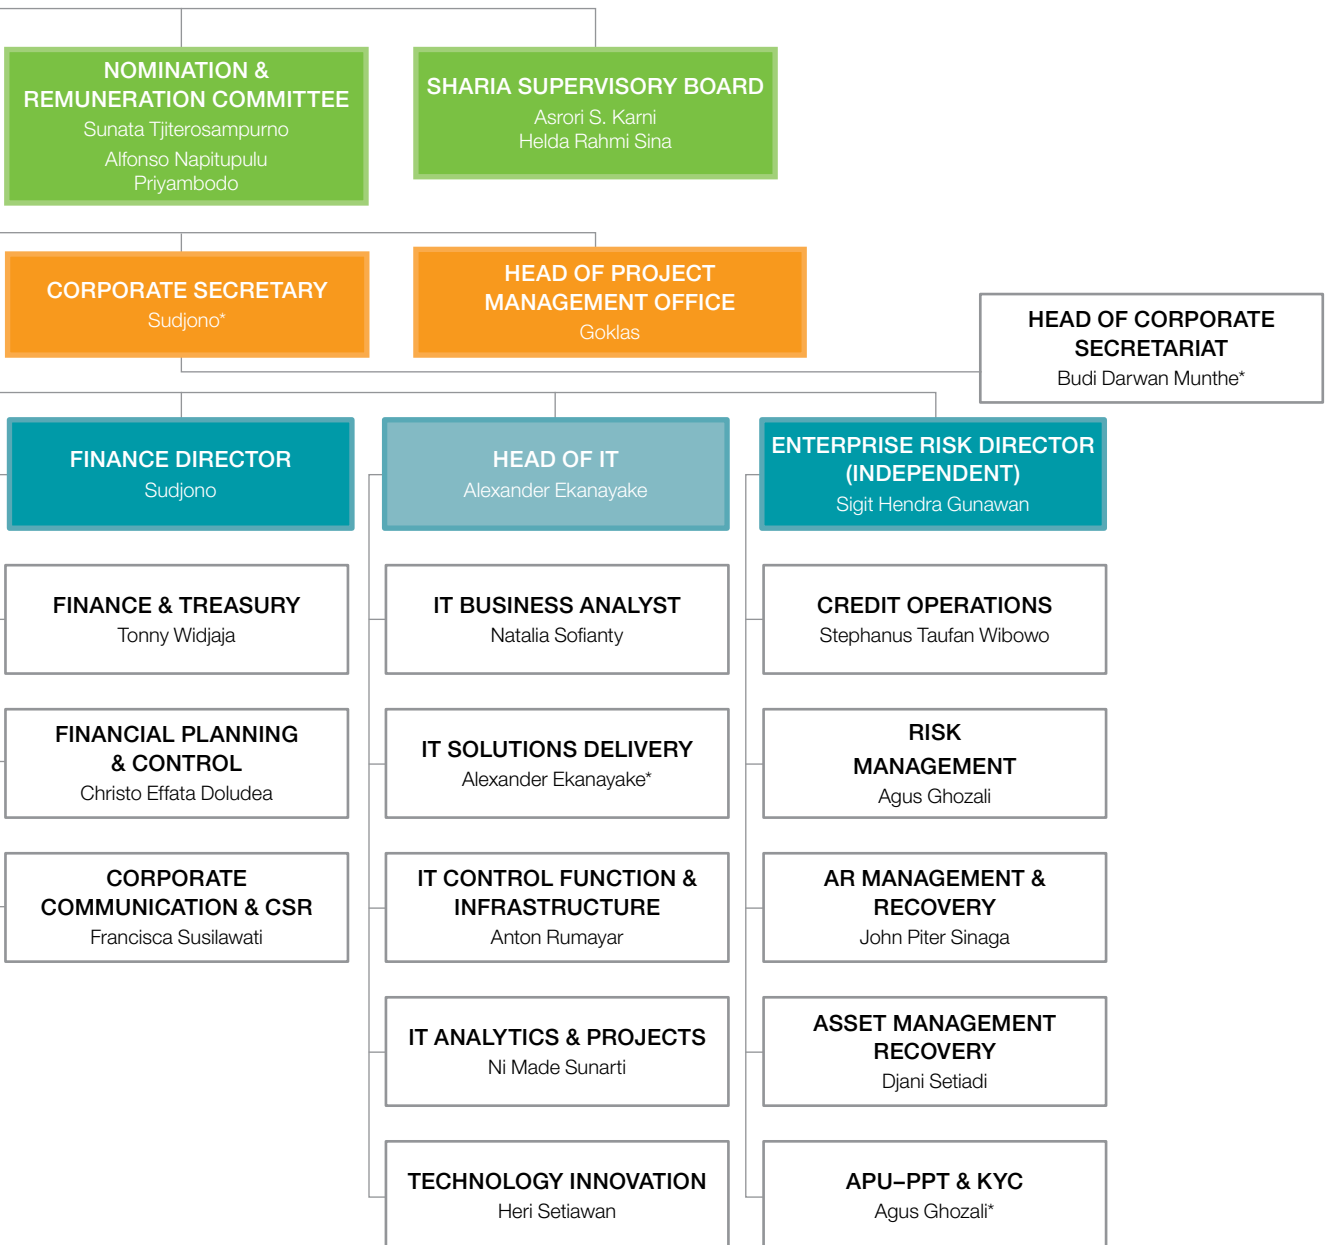 NOMINATION &
REMUNERATION COMMITTEE
Sunata Tjiterosampurno
Alfonso Napitupulu
Priyambodo
SHARIA SUPERVISORY BOARD
Asrori S. Karni
Helda Rahmi Sina
CORPORATE SECRETARY
Sudjono*
HEAD OF PROJECT
MANAGEMENT OFFICE
Goklas
HEAD OF CORPORATE
SECRETARIAT
Budi Darwan Munthe*
FINANCE DIRECTOR
Sudjono
HEAD OF IT
Alexander Ekanayake
ENTERPRISE RISK DIRECTOR
(INDEPENDENT)
Sigit Hendra Gunawan
FINANCE & TREASURY
Tonny Widjaja
IT BUSINESS ANALYST
Natalia Sofianty
CREDIT OPERATIONS
Stephanus Taufan Wibowo
FINANCIAL PLANNING
& CONTROL
Christo Effata Doludea
IT SOLUTIONS DELIVERY
Alexander Ekanayake*
RISK
MANAGEMENT
Agus Ghozali
CORPORATE
COMMUNICATION & CSR
Francisca Susilawati
IT CONTROL FUNCTION &
INFRASTRUCTURE
Anton Rumayar
AR MANAGEMENT &
RECOVERY
John Piter Sinaga
IT ANALYTICS & PROJECTS
Ni Made Sunarti
ASSET MANAGEMENT
RECOVERY
Djani Setiadi
TECHNOLOGY INNOVATION
Heri Setiawan
APU–PPT & KYC
Agus Ghozali*